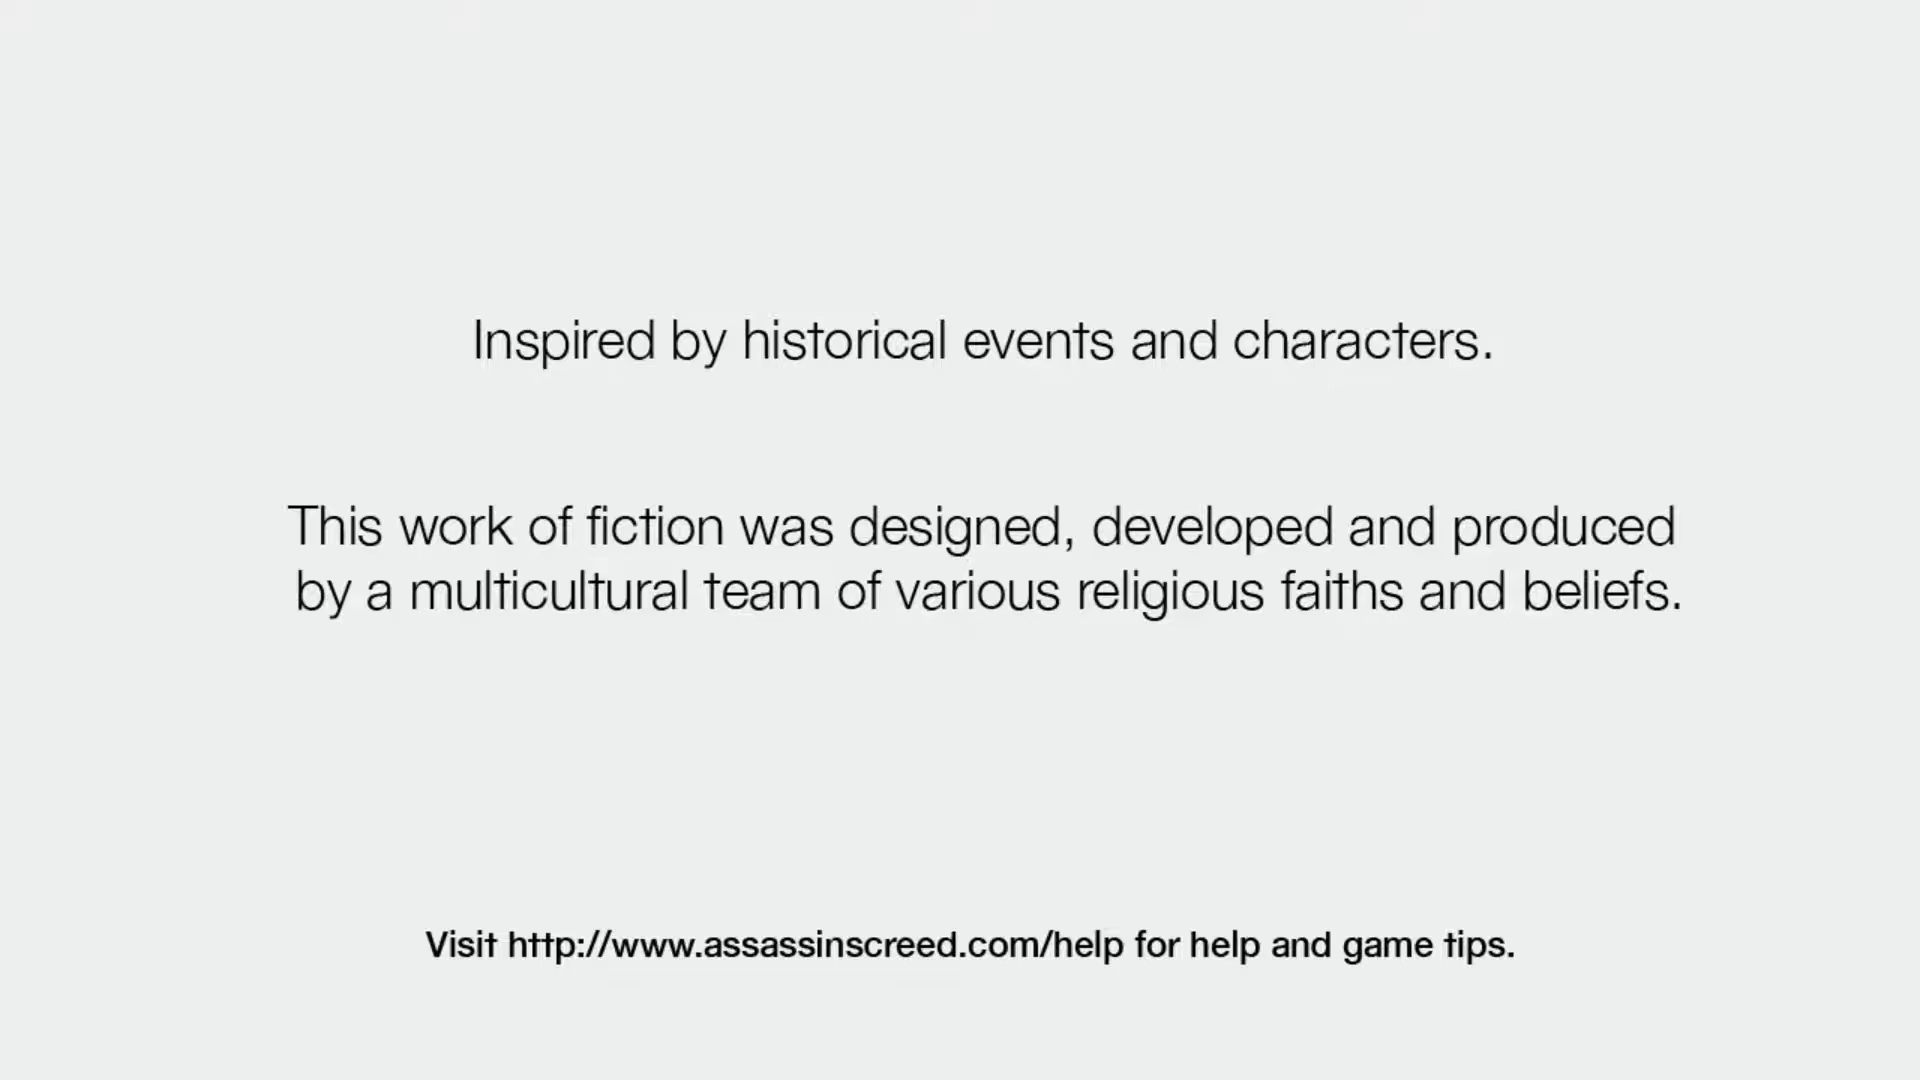 Inspired by historical events and characters.
This work of fiction was designed, developed and produced
by a multicultural team of various religious faiths and beliefs.
Visit http://www.assassinscreed.com/help for help and game tips.